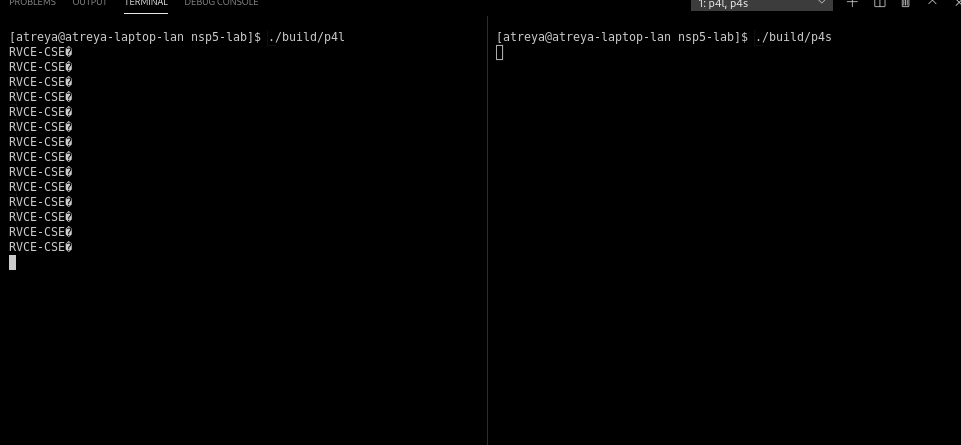 PROBLEMS OUTPUT TERMINAL DEBUG CONSOLE
1: p4l, p4s
[atreya@atreya-laptop-lan nsp5-lab]$ ./build/p4l
RVCE-CSE�
RVCE-CSE�
RVCE-CSE�
RVCE-CSE�
RVCE-CSE�
RVCE-CSE�
RVCE-CSE�
RVCE-CSE�
RVCE-CSE�
RVCE-CSE�
RVCE-CSE�
RVCE-CSE�
RVCE-CSE�
RVCE-CSE�
[atreya@atreya-laptop-lan nsp5-lab]$ ./build/p4s